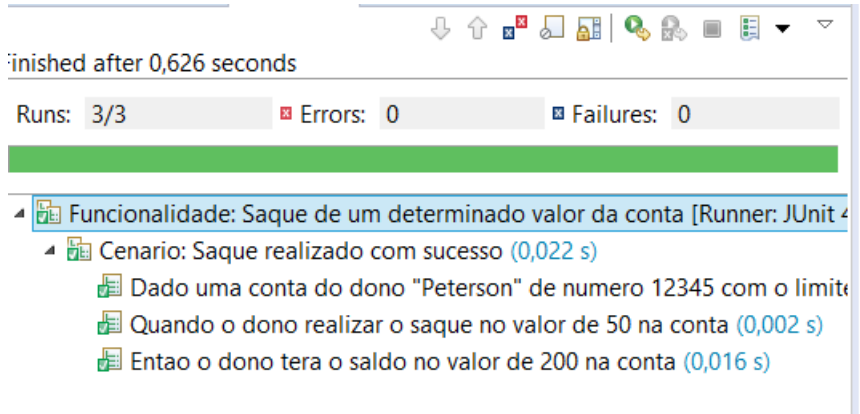 Finished after 0,626 seconds
Runs: 3/3 Errors: 0 Failures: 0
Funcionalidade: Saque de um determinado valor da conta [Runner: JUnit 4
Cenario: Saque realizado com sucesso (0,022 s)
Dado uma conta do dono "Peterson" de numero 12345 com o limite
Quando o dono realizar o saque no valor de 50 na conta (0,002 s)
Entao o dono tera o saldo no valor de 200 na conta (0,016 s)